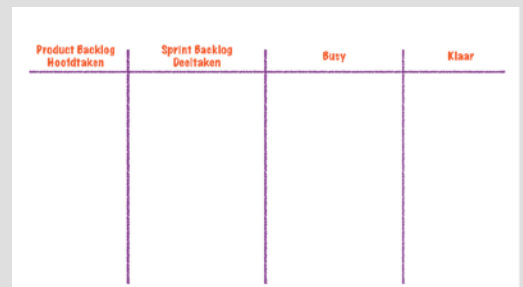 Product Backlog
Hoofdtaken
Sprint Backlog
Deeltaken
Busy
Klaar